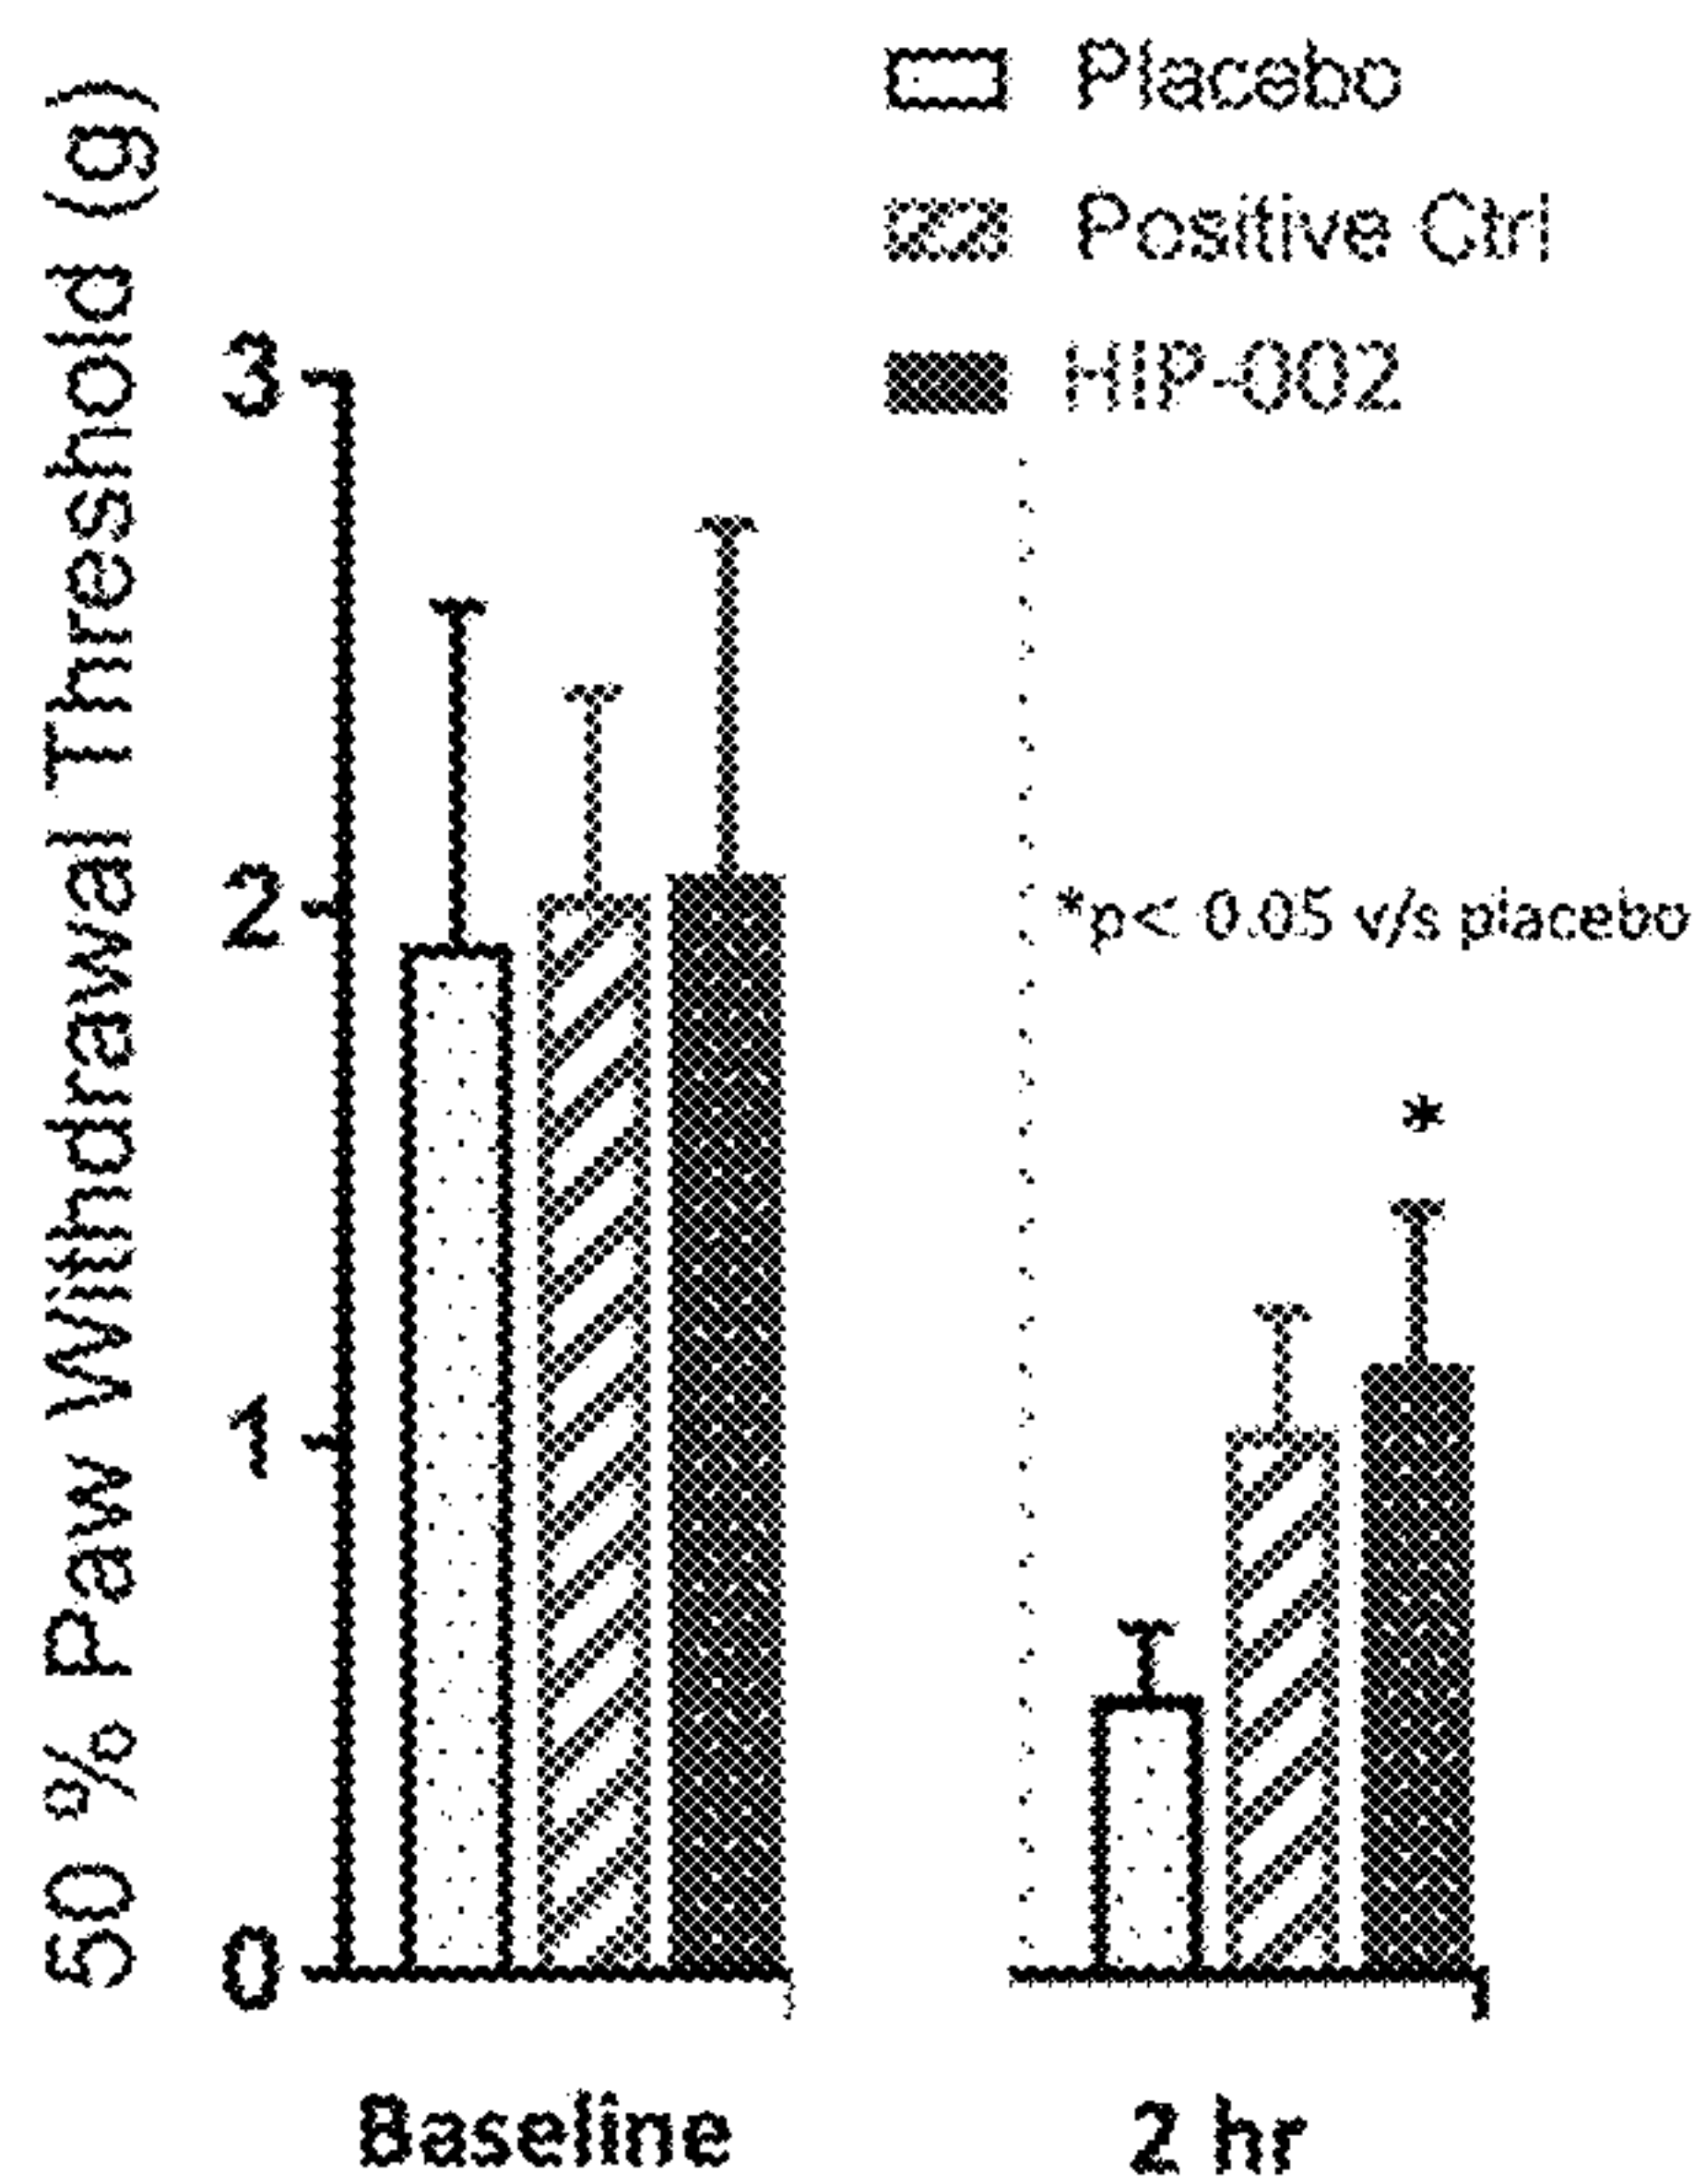 Placebo
Positive Ctrl
HIP-002
50 % Paw Withdrawal Threshold (g)
3
2
1
0
*p< 0.05 v/s placebo
*
Baseline
2 hr